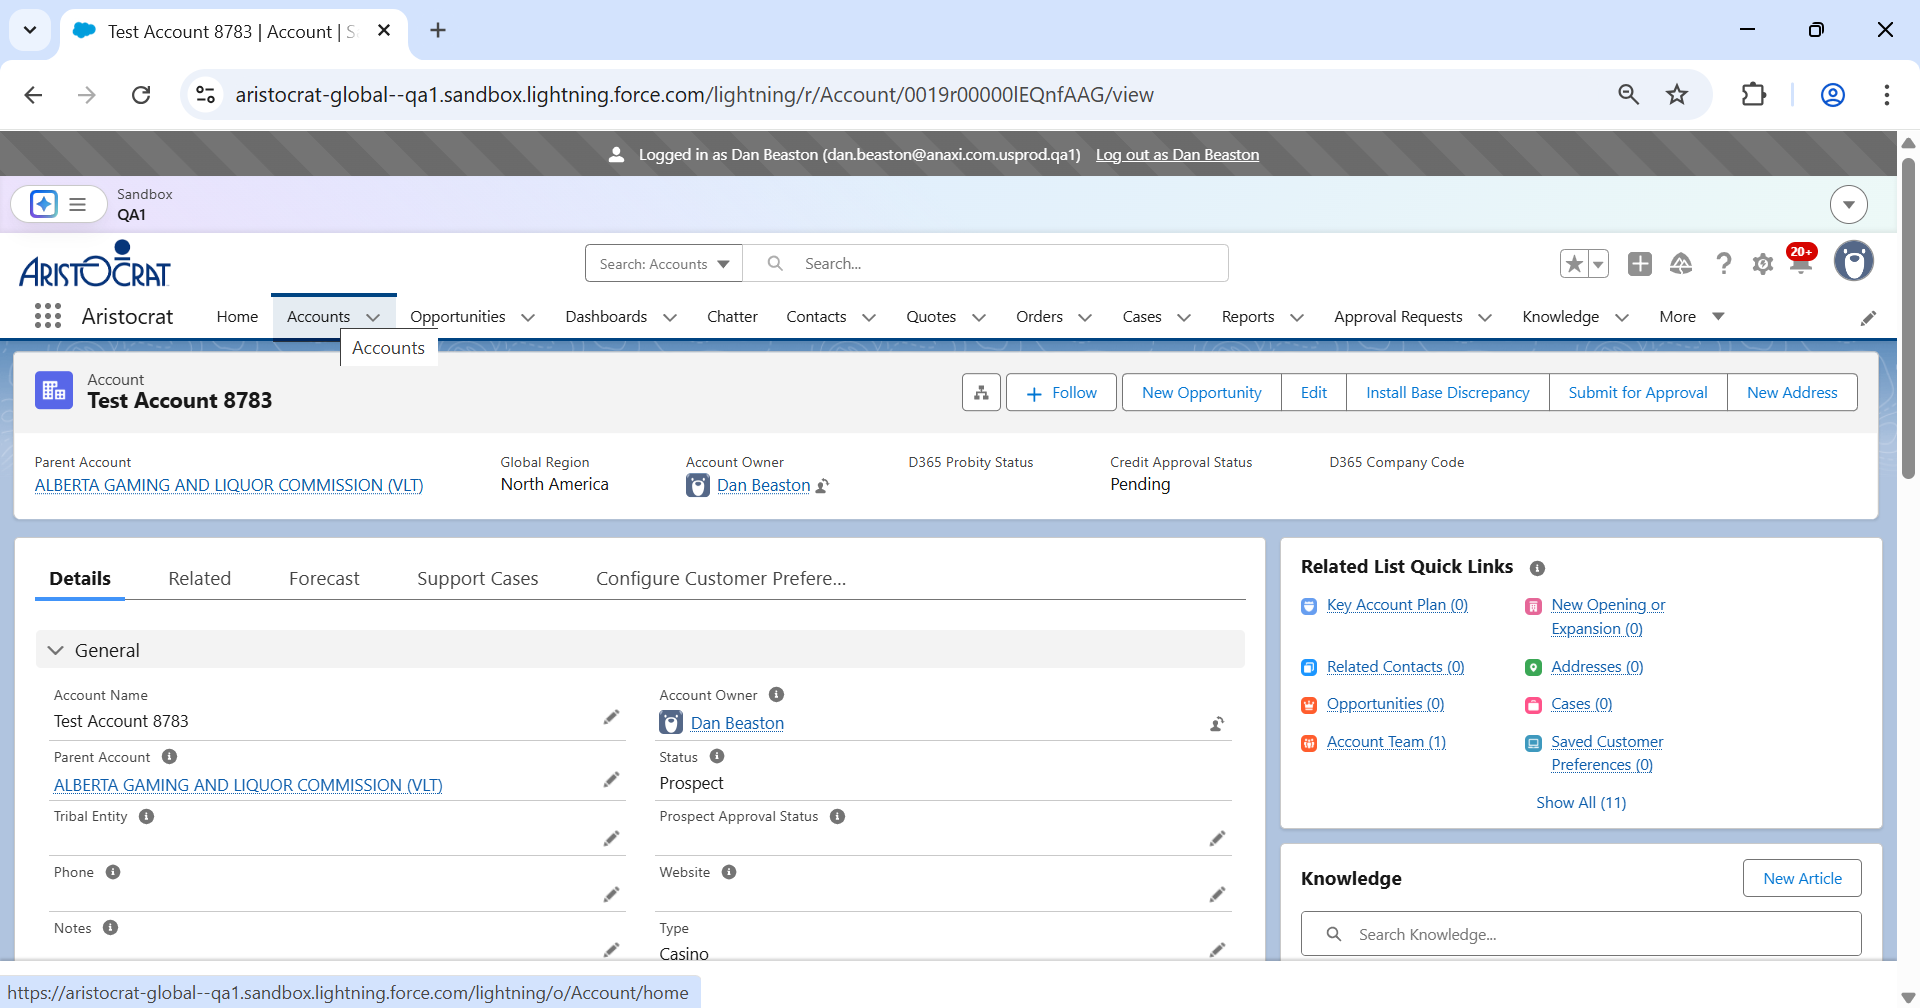 Test Account 8783 | Account | S
aristocrat-global--qa1.sandbox.lightning.force.com/lightning/r/Account/0019r00000lEQnfAAG/view
Logged in as Dan Beaston (dan.beaston@anaxi.com.usprod.qa1) Log out as Dan Beaston
Sandbox
QA1
ARISTOCRAT
Search: Accounts Search... 20+
Aristocrat Home Accounts Opportunities Dashboards Chatter Contacts Quotes Orders Cases Reports Approval Requests Knowledge More
Accounts
Account
Test Account 8783
Follow New Opportunity Edit Install Base Discrepancy Submit for Approval New Address
Parent Account Global Region Account Owner D365 Probity Status Credit Approval Status D365 Company Code
ALBERTA GAMING AND LIQUOR COMMISSION (VLT) North America Dan Beaston Pending
Details Related Forecast Support Cases Configure Customer Prefere...
General
Account Name Account Owner
Test Account 8783 Dan Beaston
Parent Account Status
ALBERTA GAMING AND LIQUOR COMMISSION (VLT) Prospect
Tribal Entity Prospect Approval Status
Phone Website
Notes Type
Casino
Related List Quick Links
Key Account Plan (0) New Opening or
Expansion (0)
Related Contacts (0) Addresses (0)
Opportunities (0) Cases (0)
Account Team (1) Saved Customer
Preferences (0)
Show All (11)
Knowledge New Article
Search Knowledge...
https://aristocrat-global--qa1.sandbox.lightning.force.com/lightning/o/Account/home